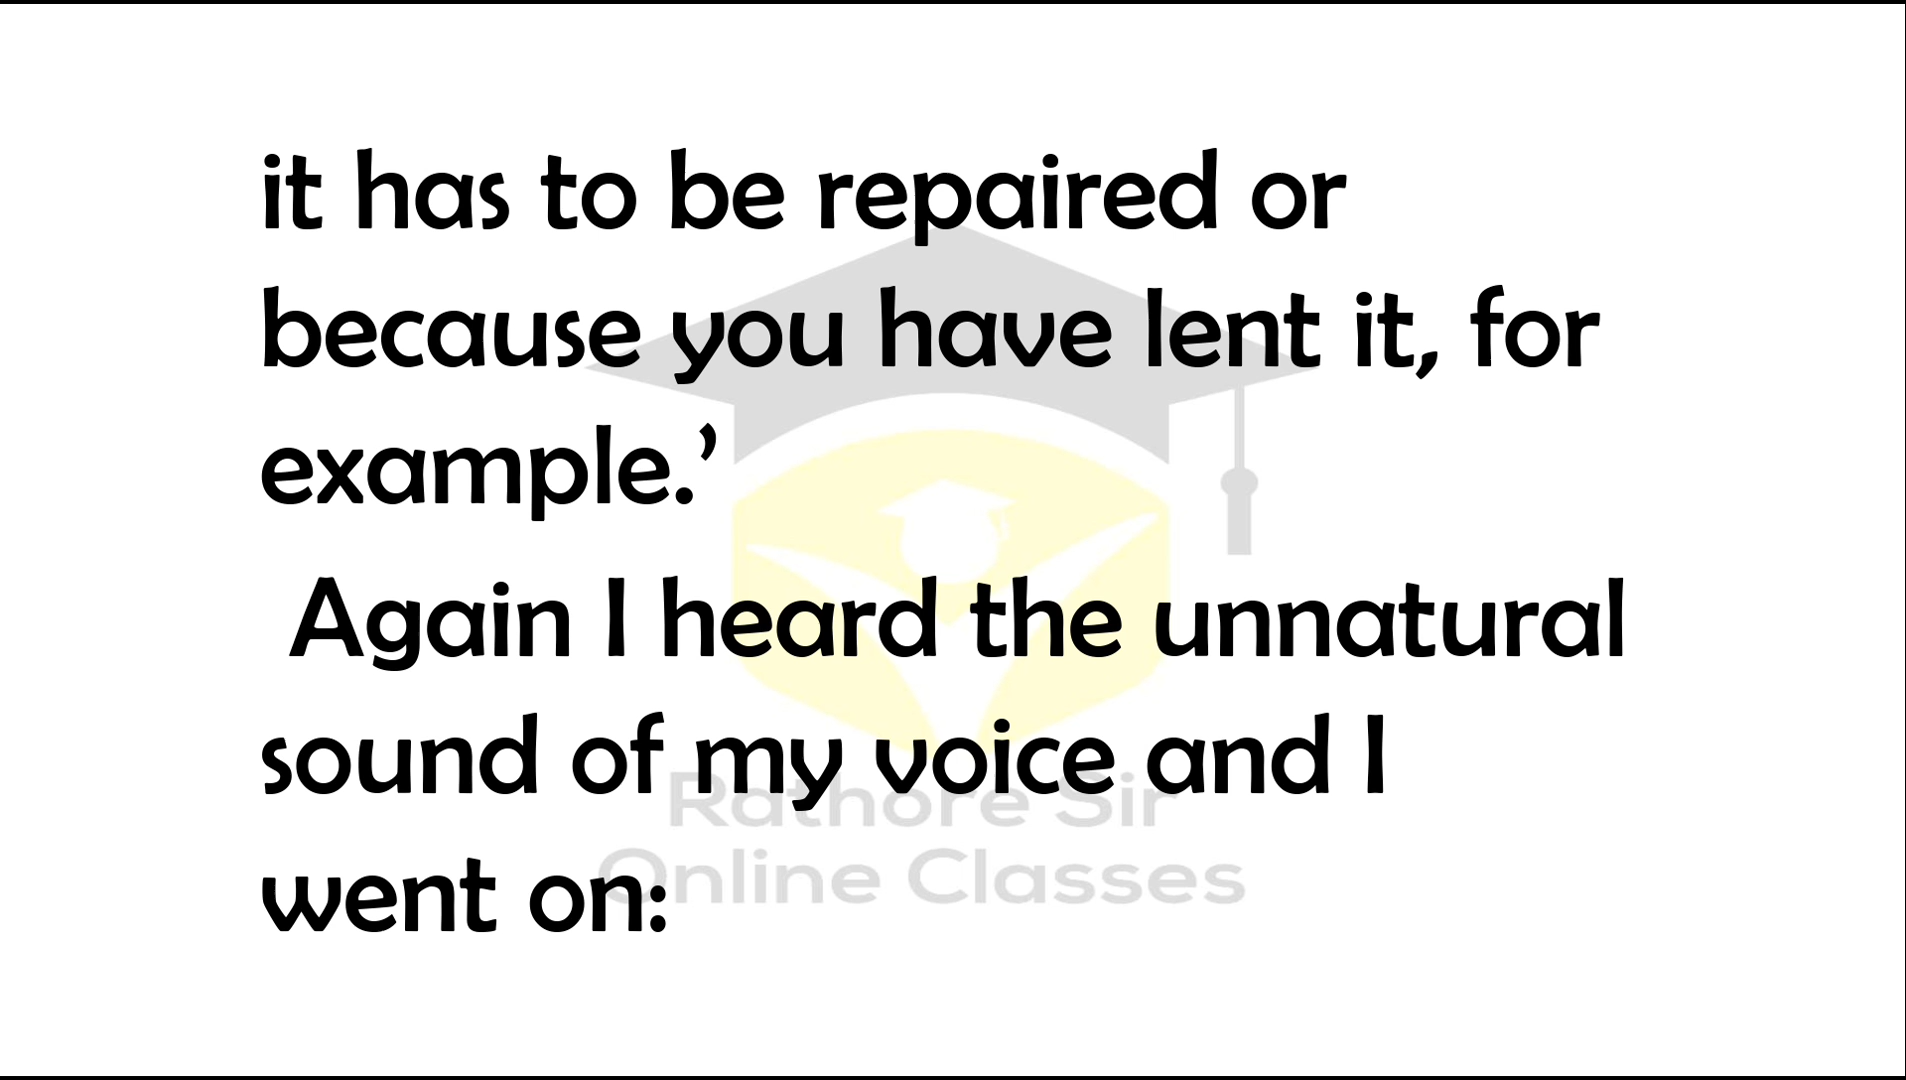 it has to be repaired or
because you have lent it, for
example.’
Again I heard the unnatural
sound of my voice and I
went on:
Rathore Sir
Online Classes